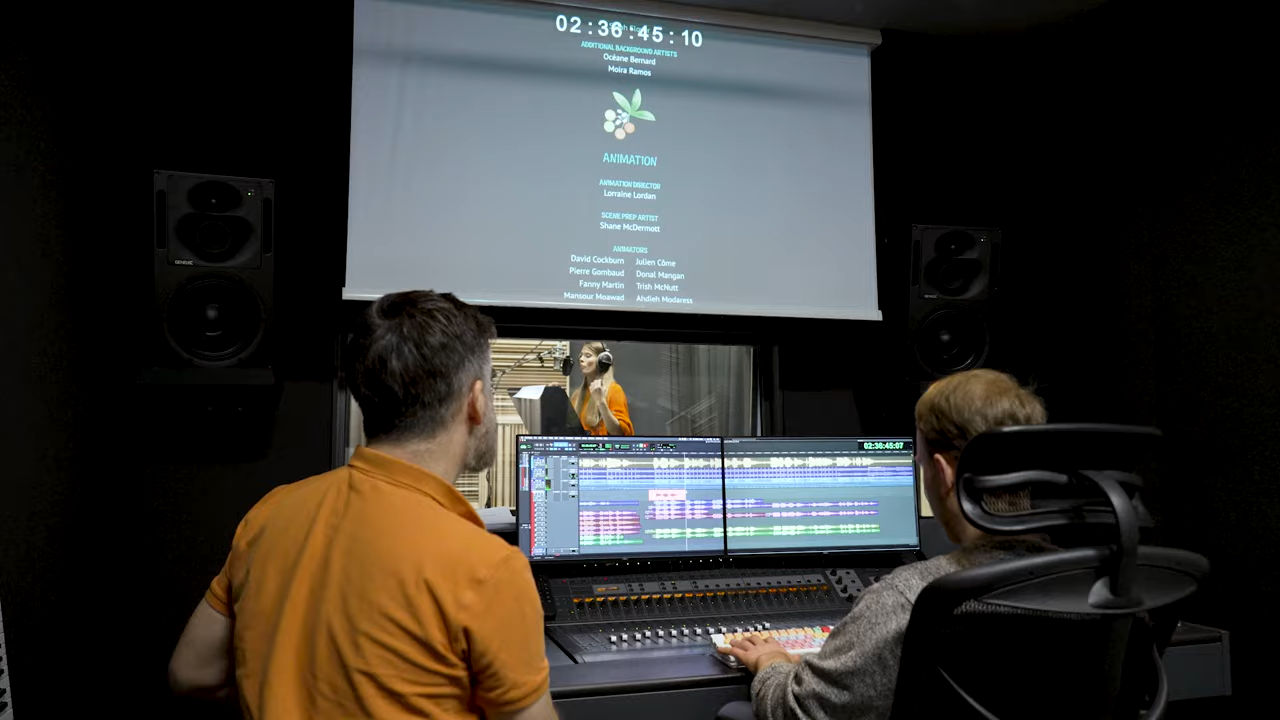 02:36:45:10
ADDITIONAL BACKGROUND ARTISTS
Océane Bernard
Moira Ramos
ANIMATION
ANIMATION DIRECTOR
Lorraine Lordan
SCENE PREP ARTIST
Shane McDermott
ANIMATORS
David Cockburn Julien Côme
Pierre Gombaud Donal Mangan
Fanny Martin Trish McNutt
Mansour Moawad Ahdieh Modaress
GENELEC
02:36:45:07